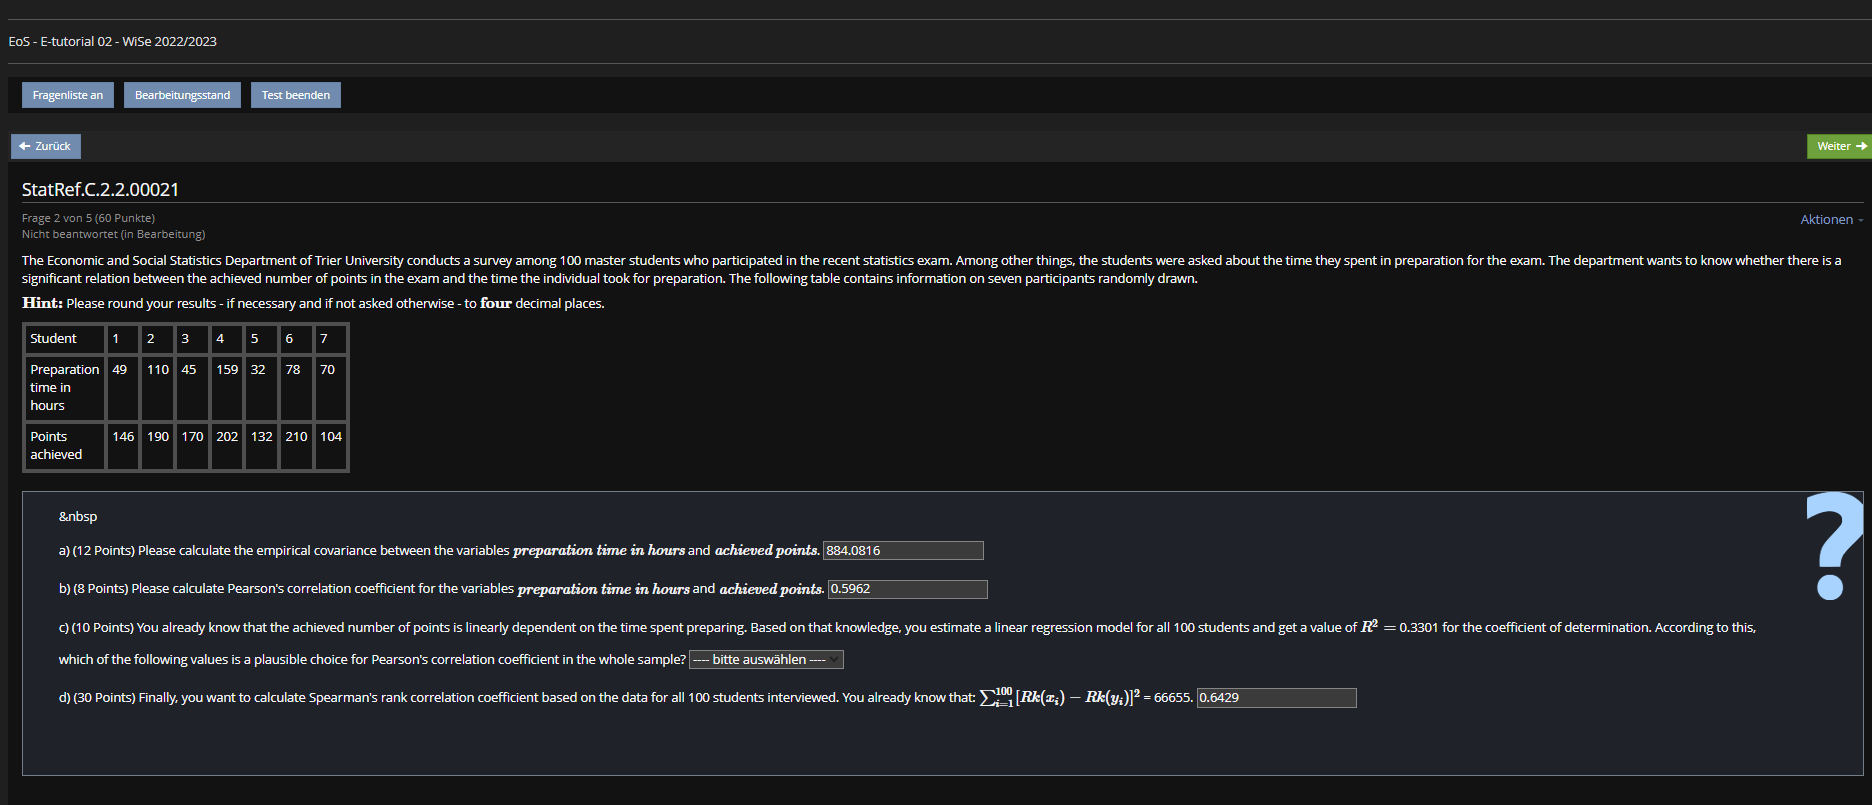 EoS - E-tutorial 02 - WiSe 2022/2023
Fragenliste an Bearbeitungsstand Test beenden
Zurück Weiter
StatRef.C.2.2.00021
Frage 2 von 5 (60 Punkte)
Nicht beantwortet (in Bearbeitung)
Aktionen
The Economic and Social Statistics Department of Trier University conducts a survey among 100 master students who participated in the recent statistics exam. Among other things, the students were asked about the time they spent in preparation for the exam. The department wants to know whether there is a
significant relation between the achieved number of points in the exam and the time the individual took for preparation. The following table contains information on seven participants randomly drawn.
Hint: Please round your results - if necessary and if not asked otherwise - to four decimal places.
Student 1 2 3 4 5 6 7
Preparation time in hours 49 110 45 159 32 78 70
Points achieved 146 190 170 202 132 210 104
&nbsp
?
a) (12 Points) Please calculate the empirical covariance between the variables preparation time in hours and achieved points. 884.0816
b) (8 Points) Please calculate Pearson's correlation coefficient for the variables preparation time in hours and achieved points. 0.5962
c) (10 Points) You already know that the achieved number of points is linearly dependent on the time spent preparing. Based on that knowledge, you estimate a linear regression model for all 100 students and get a value of R² = 0.3301 for the coefficient of determination. According to this,
which of the following values is a plausible choice for Pearson's correlation coefficient in the whole sample? ---- bitte auswählen ----
d) (30 Points) Finally, you want to calculate Spearman's rank correlation coefficient based on the data for all 100 students interviewed. You already know that: ∑_{i=1}^{100} [Rk(x_i) − Rk(y_i)]² = 66655. 0.6429